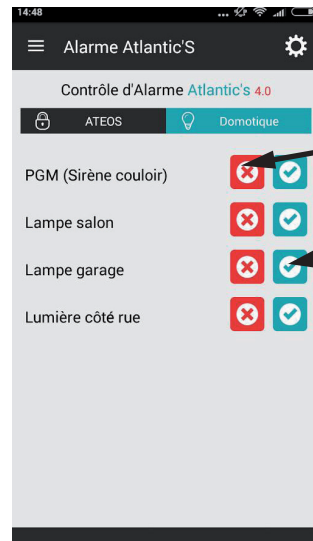 14:48
Alarme Atlantic'S
Contrôle d'Alarme Atlantic's 4.0
ATEOS Domotique
PGM (Sirène couloir)
Lampe salon
Lampe garage
Lumière côté rue